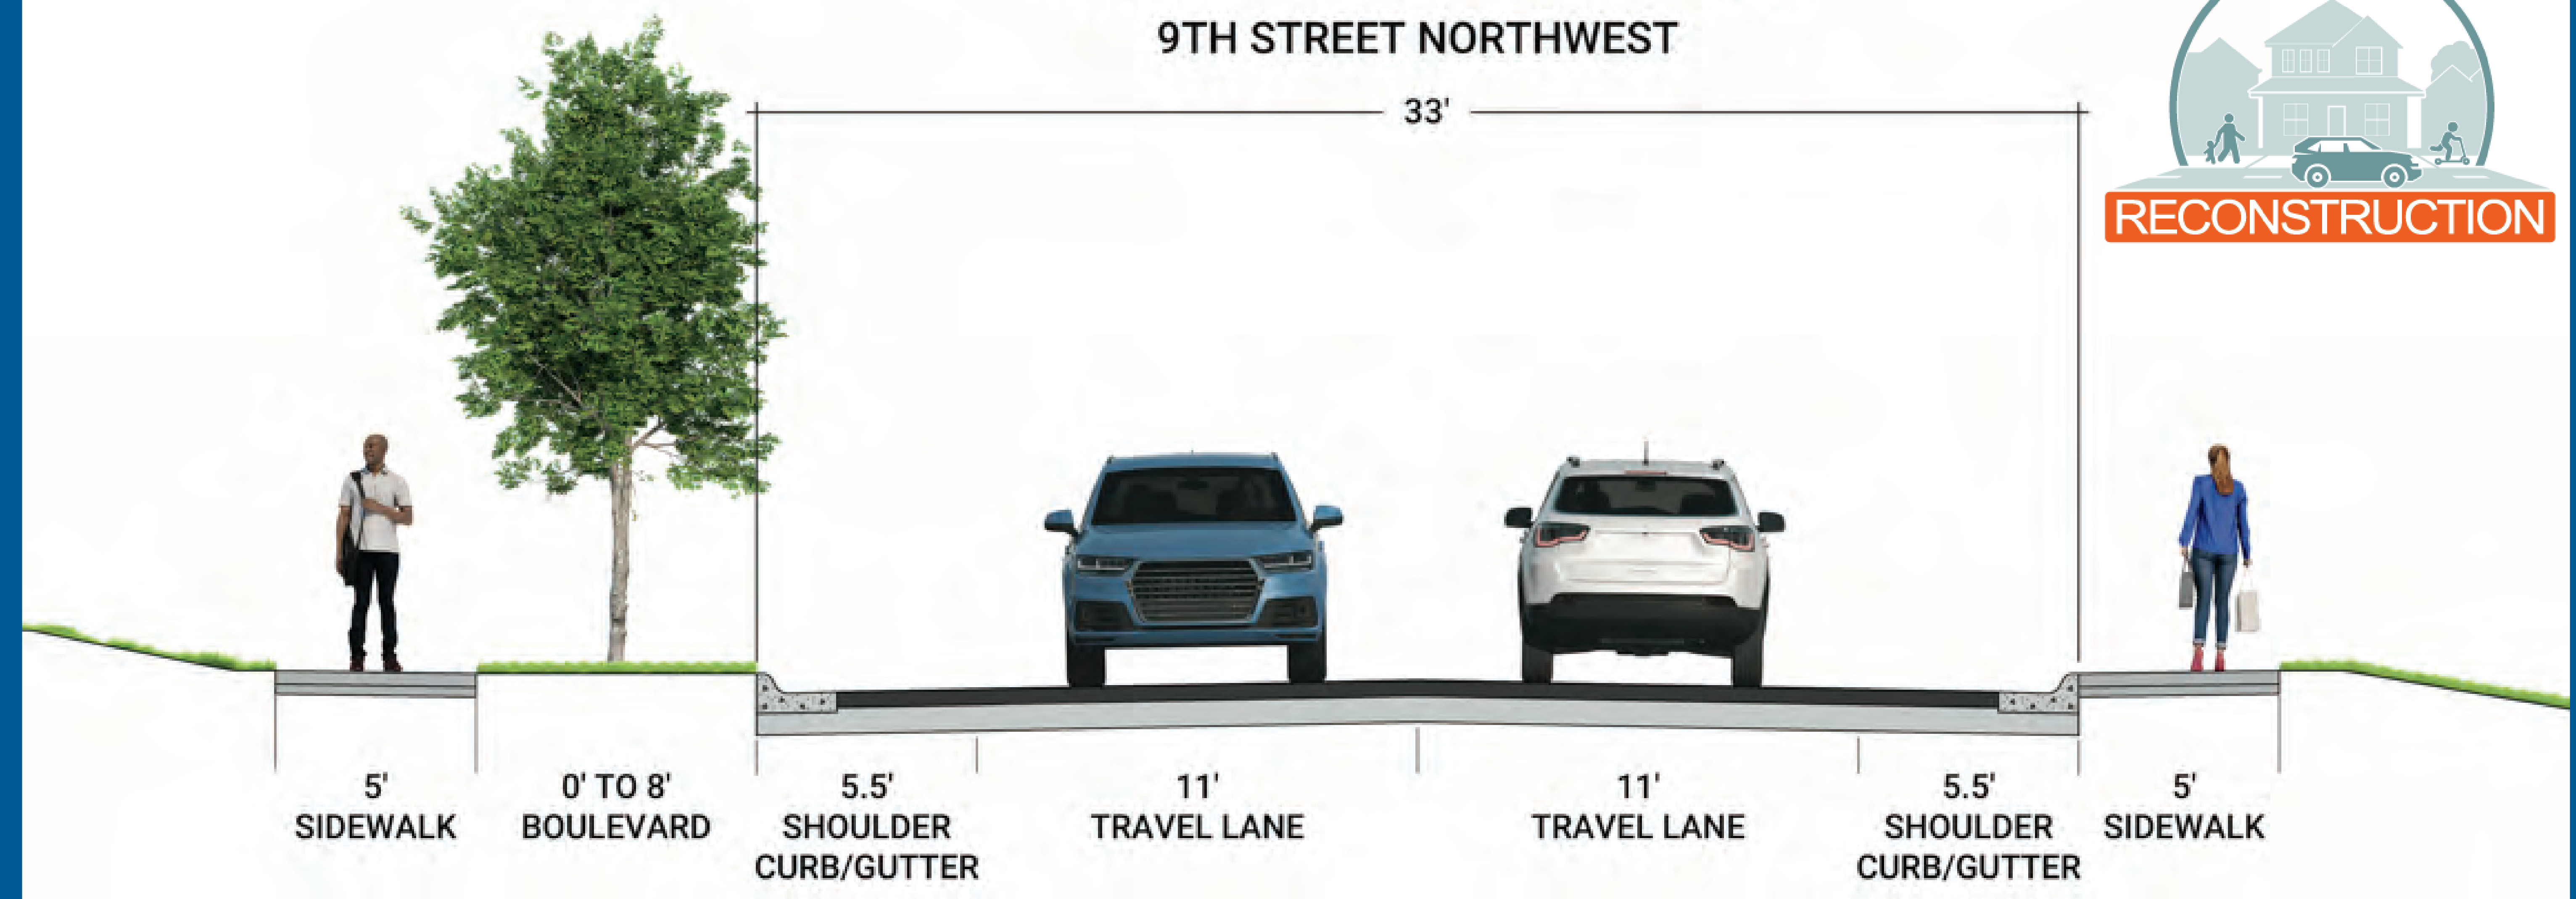 9TH STREET NORTHWEST
33'
RECONSTRUCTION
5'
SIDEWALK
0' TO 8'
BOULEVARD
5.5'
SHOULDER
CURB/GUTTER
11'
TRAVEL LANE
11'
TRAVEL LANE
5.5'
SHOULDER
CURB/GUTTER
5'
SIDEWALK